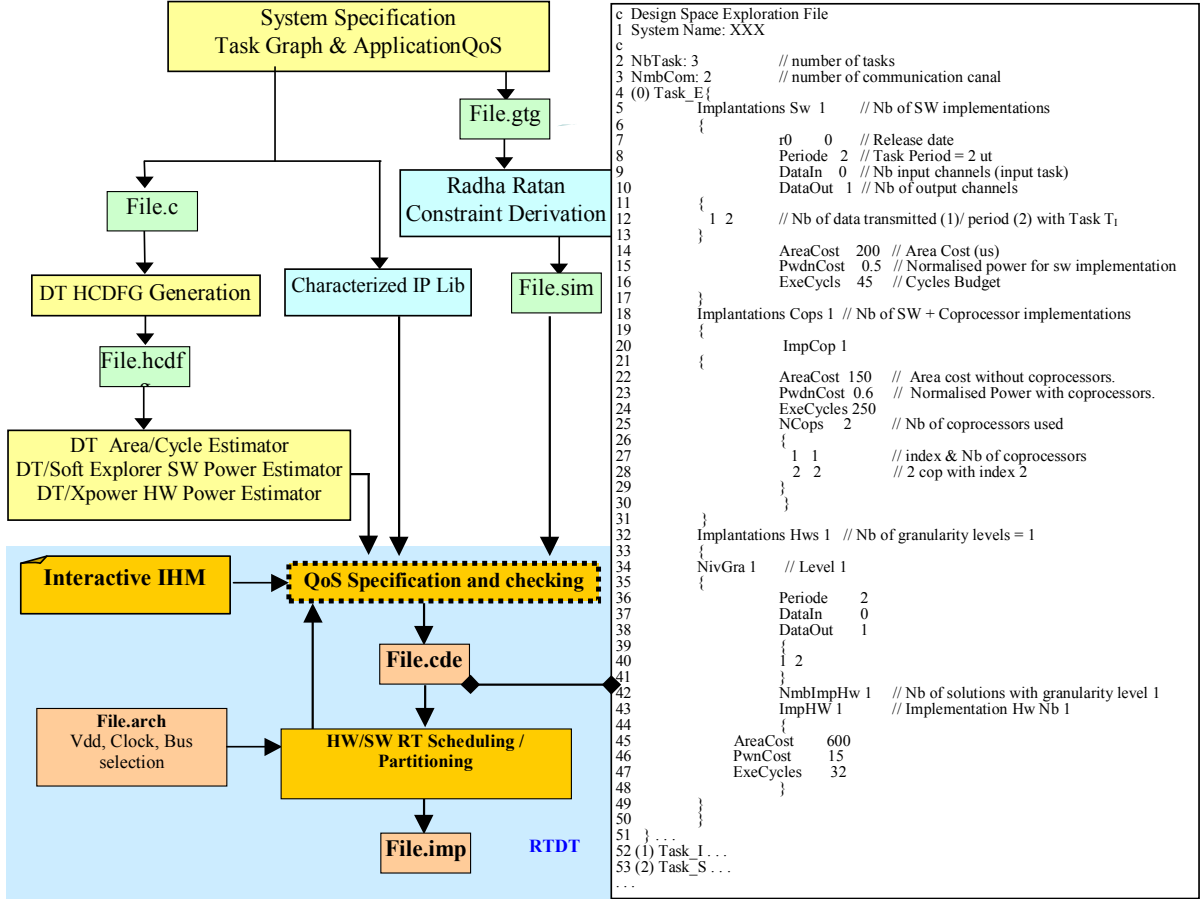 System Specification
Task Graph & ApplicationQoS
File.gtg
Radha Ratan
Constraint Derivation
File.c
DT HCDFG Generation
Characterized IP Lib
File.sim
File.hcdf
DT Area/Cycle Estimator
DT/Soft Explorer SW Power Estimator
DT/Xpower HW Power Estimator
Interactive IHM
QoS Specification and checking
File.cde
File.arch
Vdd, Clock, Bus
selection
HW/SW RT Scheduling /
Partitioning
File.imp
RTDT
c Design Space Exploration File
1 System Name: XXX
c
2 NbTask: 3 // number of tasks
3 NmbCom: 2 // number of communication canal
4 (0) Task_E{
5 Implantations Sw 1 // Nb of SW implementations
6 {
7 r0 0 // Release date
8 Periode 2 // Task Period = 2 ut
9 DataIn 0 // Nb input channels (input task)
10 DataOut 1 // Nb of output channels
11 {
12 1 2 // Nb of data transmitted (1)/ period (2) with Task TI
13 }
14 AreaCost 200 // Area Cost (us)
15 PwdnCost 0.5 // Normalised power for sw implementation
16 ExeCycls 45 // Cycles Budget
17 }
18 Implantations Cops 1 // Nb of SW + Coprocessor implementations
19 {
20 ImpCop 1
21 {
22 AreaCost 150 // Area cost without coprocessors.
23 PwdnCost 0.6 // Normalised Power with coprocessors.
24 ExeCycles 250
25 NCops 2 // Nb of coprocessors used
26 {
27 1 1 // index & Nb of coprocessors
28 2 2 // 2 cop with index 2
29 }
30 }
31 }
32 Implantations Hws 1 // Nb of granularity levels = 1
33 {
34 NivGra 1 // Level 1
35 {
36 Periode 2
37 DataIn 0
38 DataOut 1
39 {
40 1 2
41 }
42 NmbImpHw 1 // Nb of solutions with granularity level 1
43 ImpHW 1 // Implementation Hw Nb 1
44 {
45 AreaCost 600
46 PwnCost 15
47 ExeCycles 32
48 }
49 }
50 }
51 } . . .
52 (1) Task_I . . .
53 (2) Task_S . . .
. . .